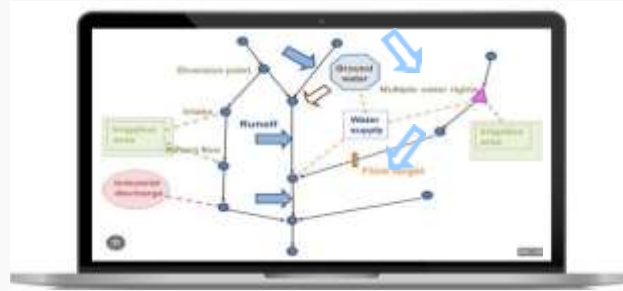 Diversion point
Ground
water
Multiple water rights
Intake
Runoff
Water
supply
Irrigation
area
Irrigation
area
Return flow
Flow target
Industrial
discharge